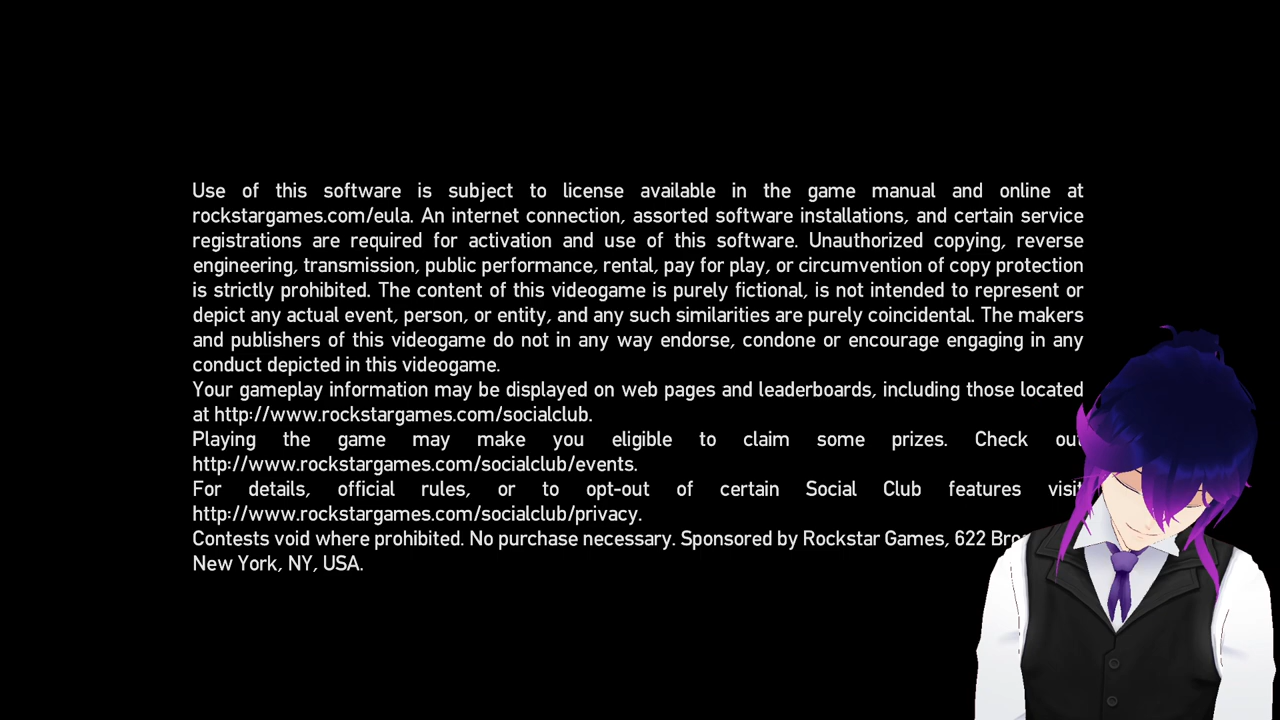 Use of this software is subject to license available in the game manual and online at
rockstargames.com/eula. An internet connection, assorted software installations, and certain service
registrations are required for activation and use of this software. Unauthorized copying, reverse
engineering, transmission, public performance, rental, pay for play, or circumvention of copy protection
is strictly prohibited. The content of this videogame is purely fictional, is not intended to represent or
depict any actual event, person, or entity, and any such similarities are purely coincidental. The makers
and publishers of this videogame do not in any way endorse, condone or encourage engaging in any
conduct depicted in this videogame.
Your gameplay information may be displayed on web pages and leaderboards, including those located
at http://www.rockstargames.com/socialclub.
Playing the game may make you eligible to claim some prizes. Check out
http://www.rockstargames.com/socialclub/events.
For details, official rules, or to opt-out of certain Social Club features visit
http://www.rockstargames.com/socialclub/privacy.
Contests void where prohibited. No purchase necessary. Sponsored by Rockstar Games, 622
New York, NY, USA.